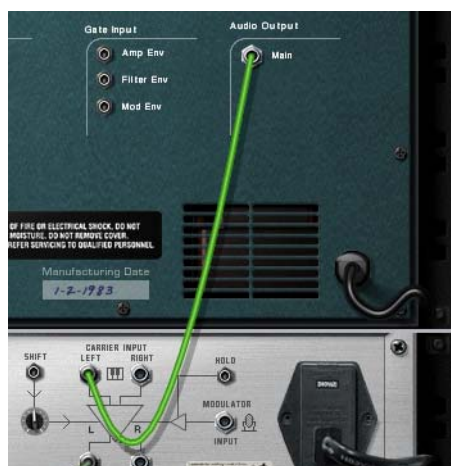 Gate Input
Audio Output
Amp Env
Main
Filter Env
Mod Env
OF FIRE OR ELECTRICAL SHOCK, DO NOT
MOISTURE. DO NOT REMOVE COVER.
REFER SERVICING TO QUALIFIED PERSONNEL
Manufacturing Date
1-2-1983
CARRIER INPUT
SHIFT
LEFT
RIGHT
HOLD
MODULATOR
L
R
INPUT